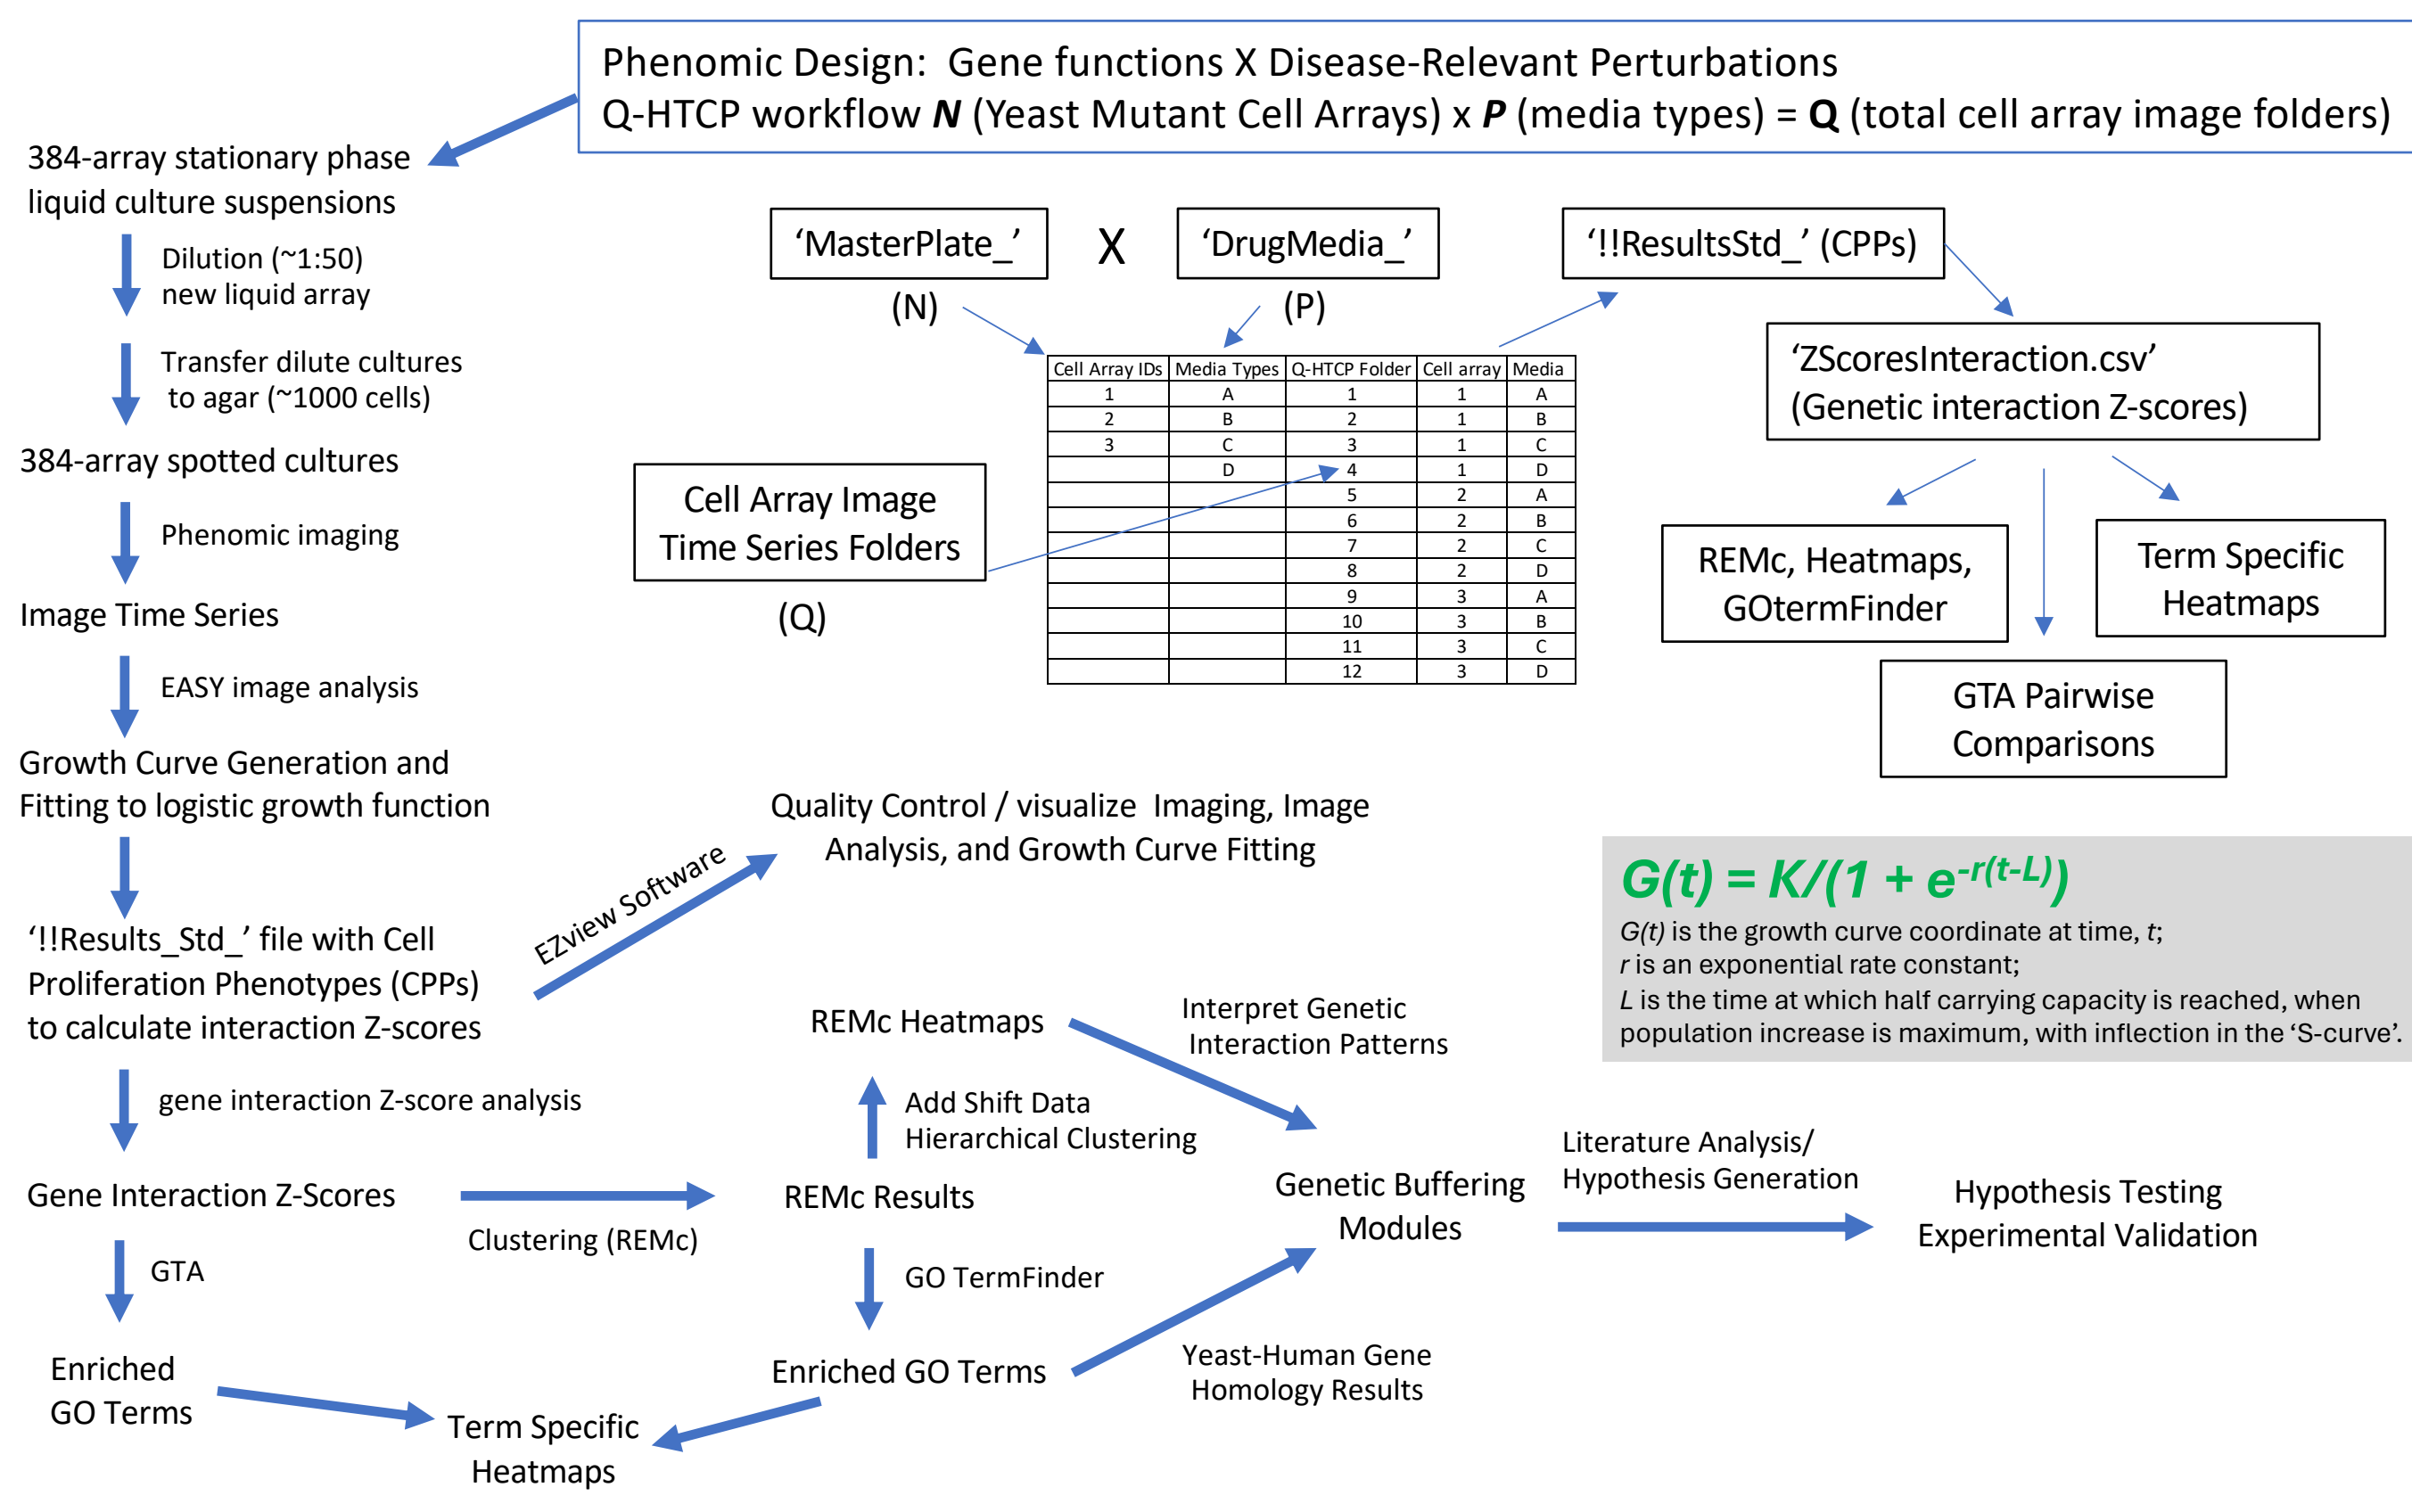 Phenomic Design:  Gene functions X Disease-Relevant Perturbations
Q-HTCP workflow N (Yeast Mutant Cell Arrays) x P (media types) = Q (total cell array image folders)
384-array stationary phase
liquid culture suspensions
Dilution (~1:50)
new liquid array
Transfer dilute cultures
to agar (~1000 cells)
384-array spotted cultures
Phenomic imaging
Image Time Series
EASY image analysis
Growth Curve Generation and
Fitting to logistic growth function
‘!!Results_Std_’ file with Cell
Proliferation Phenotypes (CPPs)
to calculate interaction Z-scores
gene interaction Z-score analysis
Gene Interaction Z-Scores
GTA
Enriched
GO Terms
‘MasterPlate_’
X
‘DrugMedia_’
‘!!ResultsStd_’ (CPPs)
(N)
(P)
Cell Array IDs Media Types Q-HTCP Folder Cell array Media
1 A 1 1 A
2 B 2 1 B
3 C 3 1 C
D 4 1 D
5 2 A
6 2 B
7 2 C
8 2 D
9 3 A
10 3 B
11 3 C
12 3 D
Cell Array Image
Time Series Folders
(Q)
‘ZScoresInteraction.csv’
(Genetic interaction Z-scores)
REMc, Heatmaps,
GOtermFinder
Term Specific
Heatmaps
GTA Pairwise
Comparisons
Quality Control / visualize  Imaging, Image
Analysis, and Growth Curve Fitting
EZview Software
G(t) = K/(1 + e-r(t-L))
G(t) is the growth curve coordinate at time, t;
r is an exponential rate constant;
L is the time at which half carrying capacity is reached, when
population increase is maximum, with inflection in the ‘S-curve’.
REMc Heatmaps
Interpret Genetic
Interaction Patterns
Add Shift Data
Hierarchical Clustering
Clustering (REMc)
REMc Results
GO TermFinder
Enriched GO Terms
Yeast-Human Gene
Homology Results
Term Specific
Heatmaps
Genetic Buffering
Modules
Literature Analysis/
Hypothesis Generation
Hypothesis Testing
Experimental Validation